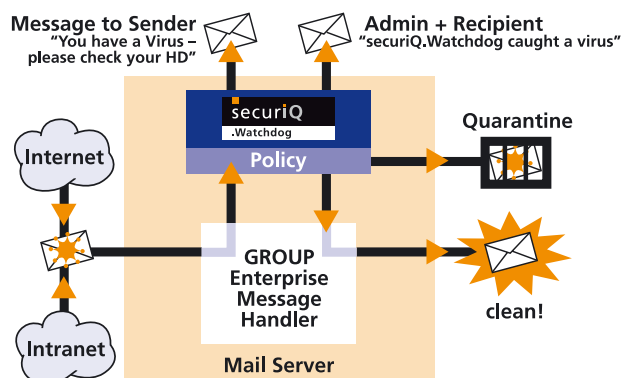 Message to Sender
“You have a Virus –
please check your HD”
Admin + Recipient
“securiQ.Watchdog caught a virus”
securiQ
.Watchdog
Policy
Quarantine
Internet
GROUP
Enterprise
Message
Handler
clean!
Intranet
Mail Server